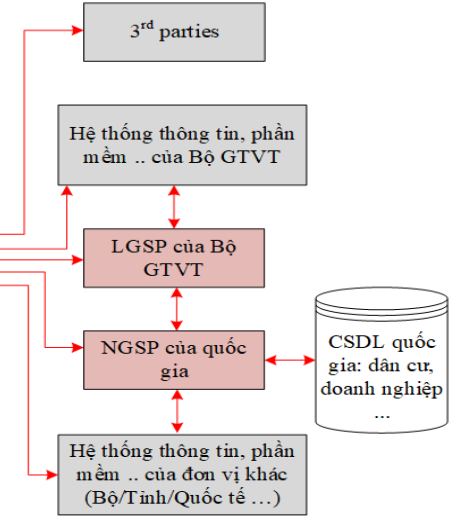 3rd parties
Hệ thống thông tin, phần
mềm .. của Bộ GTVT
LGSP của Bộ
GTVT
NGSP của quốc
gia
CSDL quốc
gia: dân cư,
doanh nghiệp
...
Hệ thống thông tin, phần
mềm .. của đơn vị khác
(Bộ/Tỉnh/Quốc tế ...)